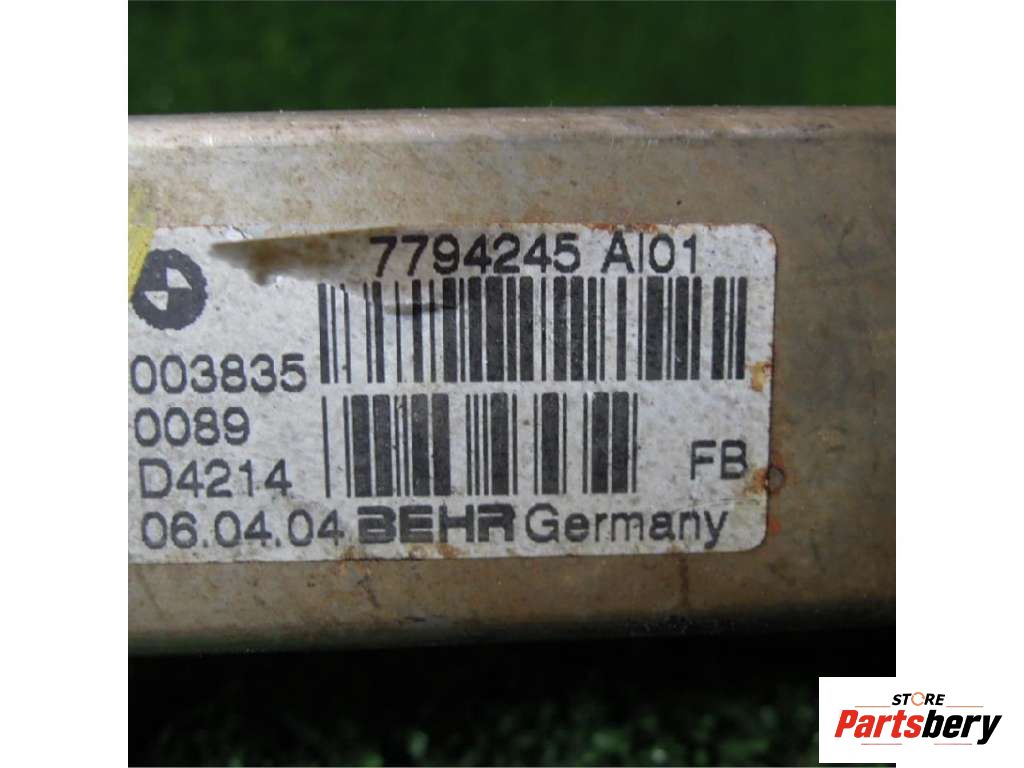 7794245 AI01
003835
0089
D4214
FB
06.04.04 BEHR Germany
STORE
Partsbery